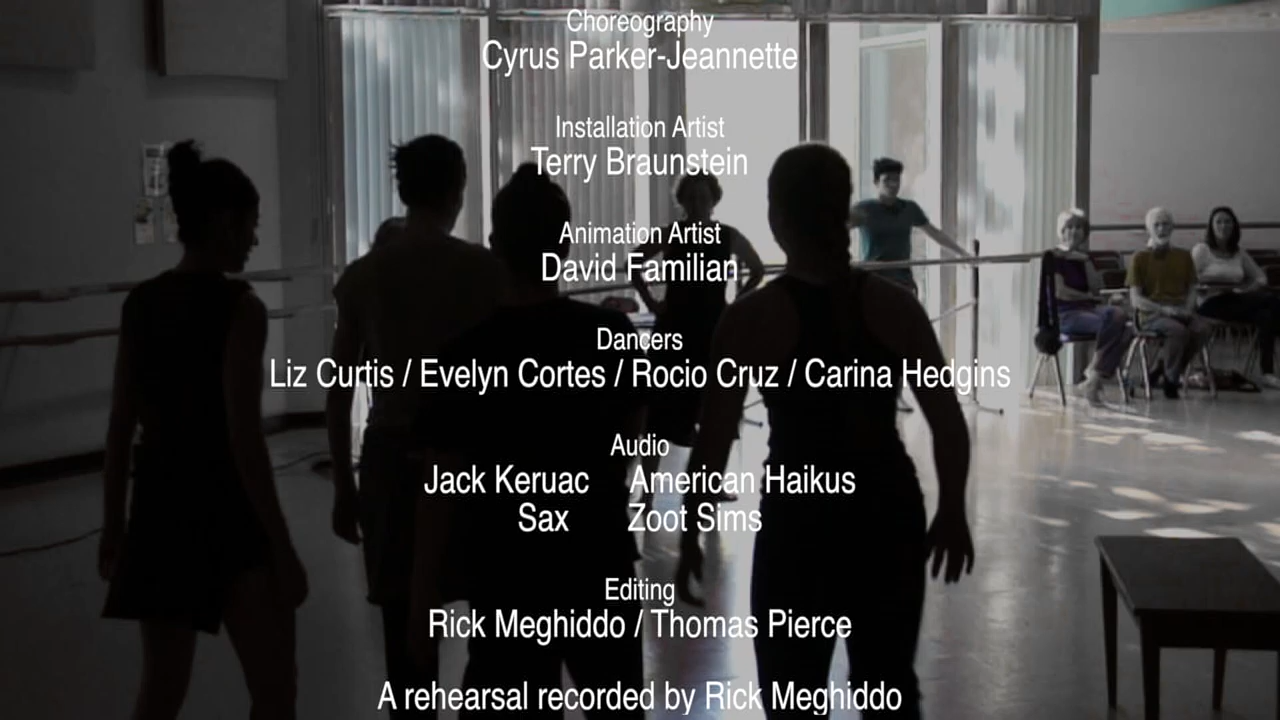 Choreography
Cyrus Parker-Jeannette
Installation Artist
Terry Braunstein
Animation Artist
David Familian
Dancers
Liz Curtis / Evelyn Cortes / Rocio Cruz / Carina Hedgins
Audio
Jack Keruac American Haikus
Sax Zoot Sims
Editing
Rick Meghiddo / Thomas Pierce
A rehearsal recorded by Rick Meghiddo